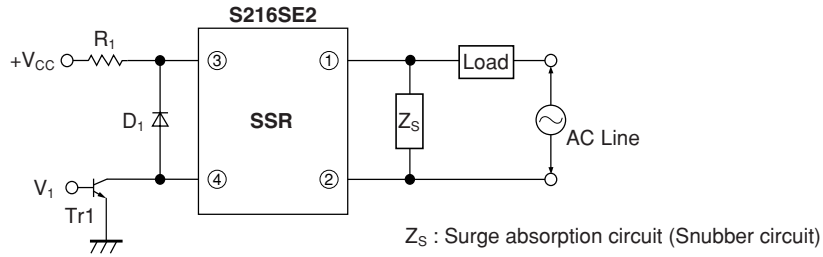 S216SE2
R1
+VCC
③
①
Load
D1
SSR
ZS
AC Line
V1
④
②
Tr1
ZS : Surge absorption circuit (Snubber circuit)